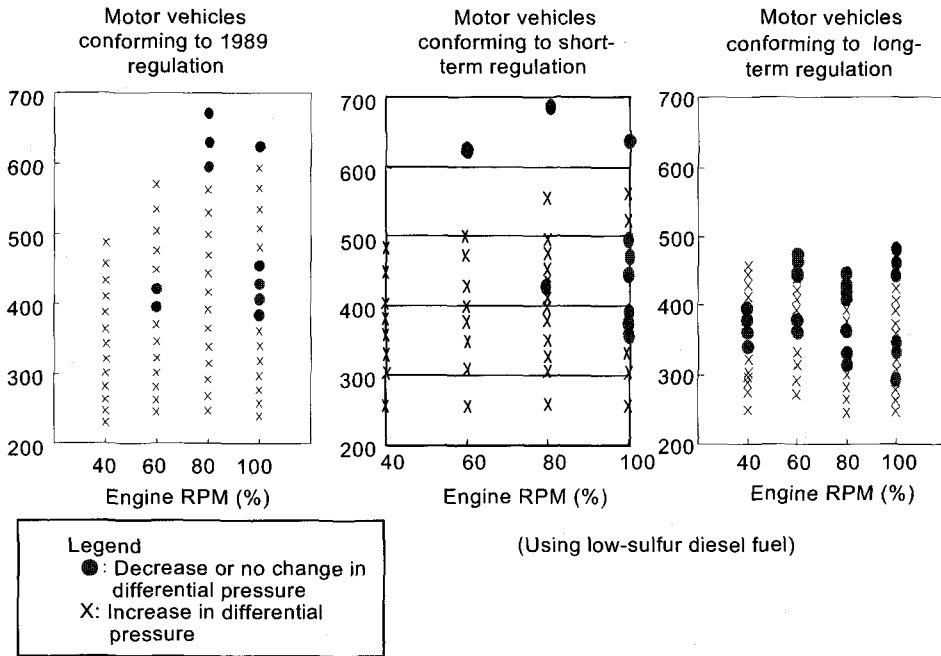 Motor vehicles
conforming to 1989
regulation
700
600
500
400
300
200
40 60 80 100
Engine RPM (%)
Motor vehicles
conforming to short-
term regulation
700
600
500
400
300
200
40 60 80 100
Engine RPM (%)
Motor vehicles
conforming to long-
term regulation
700
600
500
400
300
200
40 60 80 100
Engine RPM (%)
Legend
●: Decrease or no change in
differential pressure
X: Increase in differential
pressure
(Using low-sulfur diesel fuel)